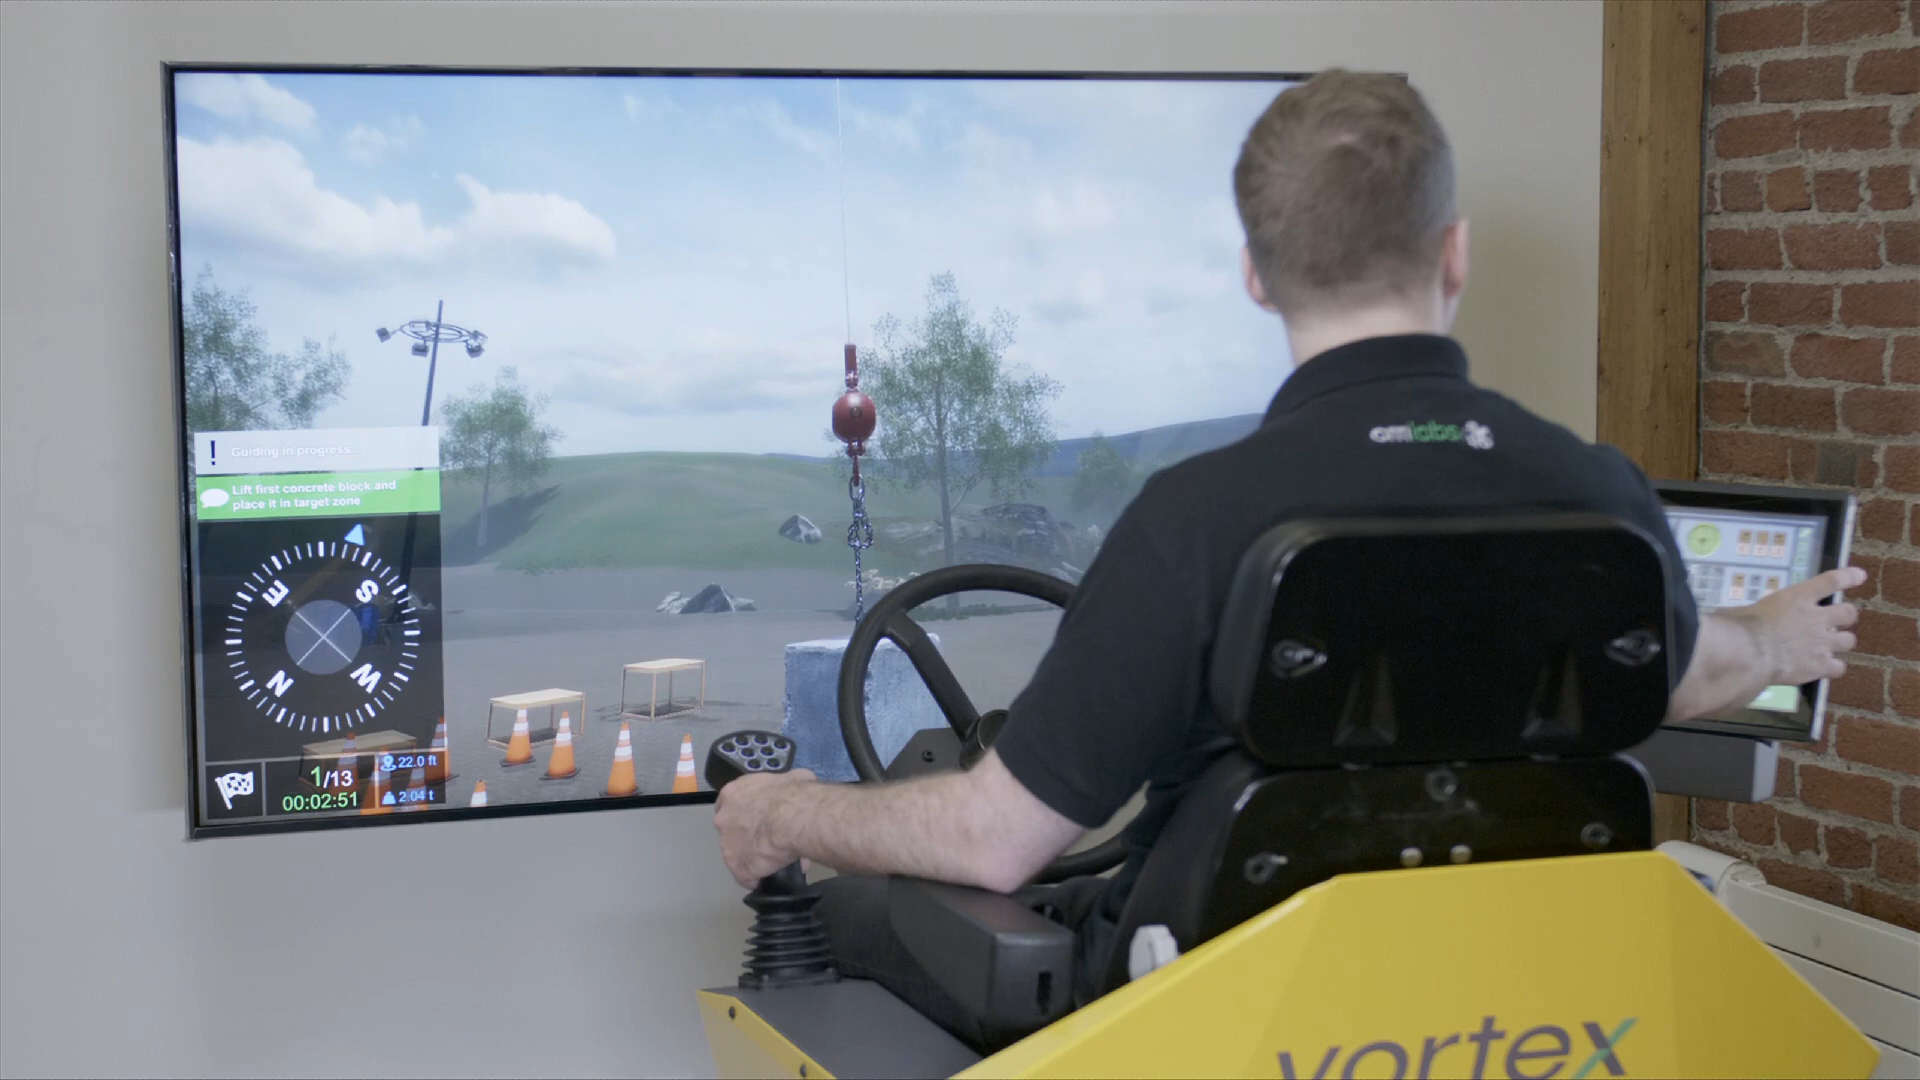 Guiding in progress...
Lift first concrete block and
place it in target zone
E
S
N
W
1/13
22.0 ft
00:02:51
2.04 t
cmlabs
vortex